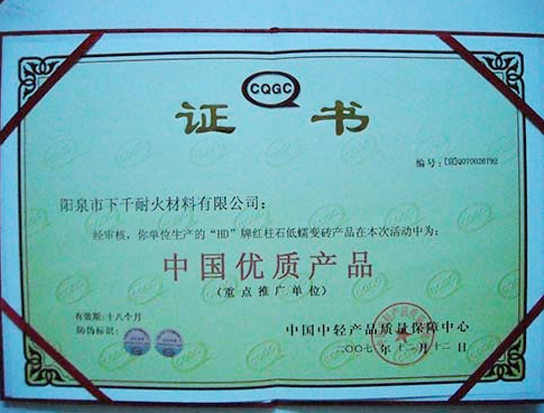 CQGC
证 书
编号:[轻]Q070026792
阳泉市下千耐火材料有限公司:
经审核,你单位生产的“HD”牌红柱石低蠕变砖产品在本次活动中为:
中国优质产品
(重点推广单位)
有效期:十八个月
防伪标识:
中国中轻产品质量保障中心
二〇〇七年十二月十二日